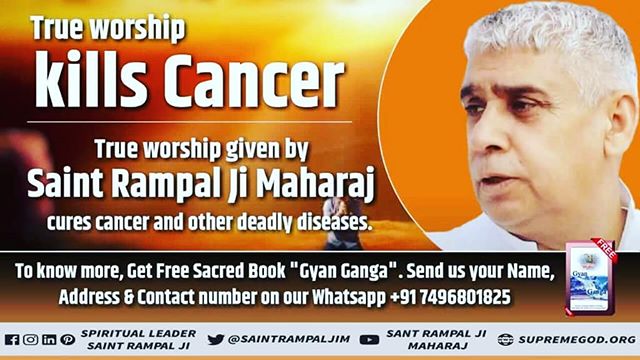 True worship
kills Cancer
True worship given by
Saint Rampal Ji Maharaj
cures cancer and other deadly diseases.
FREE
Gyan
Ganga
To know more, Get Free Sacred Book "Gyan Ganga". Send us your Name,
Address & Contact number on our Whatsapp +91 7496801825
SPIRITUAL LEADER
SAINT RAMPAL JI
@SAINTRAMPALJIM
SANT RAMPAL JI
MAHARAJ
SUPREMEGOD.ORG